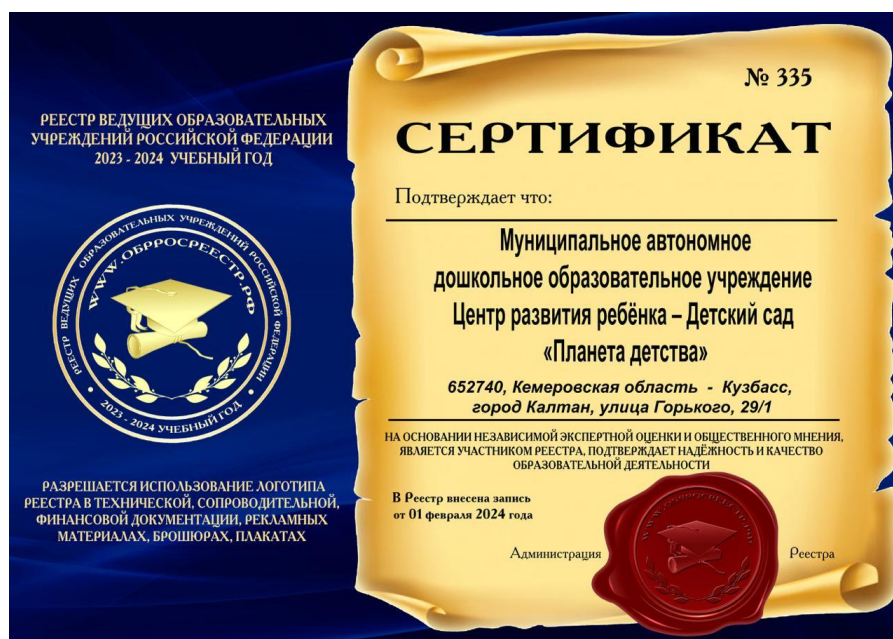 РЕЕСТР ВЕДУЩИХ ОБРАЗОВАТЕЛЬНЫХ
УЧРЕЖДЕНИЙ РОССИЙСКОЙ ФЕДЕРАЦИИ
2023 - 2024 УЧЕБНЫЙ ГОД
РЕЕСТР ВЕДУЩИХ ОБРАЗОВАТЕЛЬНЫХ УЧРЕЖДЕНИЙ РОССИЙСКОЙ ФЕДЕРАЦИИ
WWW.ОБРРОСРЕЕСТР.РФ
2023 - 2024 УЧЕБНЫЙ ГОД
РАЗРЕШАЕТСЯ ИСПОЛЬЗОВАНИЕ ЛОГОТИПА
РЕЕСТРА В ТЕХНИЧЕСКОЙ, СОПРОВОДИТЕЛЬНОЙ,
ФИНАНСОВОЙ ДОКУМЕНТАЦИИ, РЕКЛАМНЫХ
МАТЕРИАЛАХ, БРОШЮРАХ, ПЛАКАТАХ
№ 335
СЕРТИФИКАТ
Подтверждает что:
Муниципальное автономное
дошкольное образовательное учреждение
Центр развития ребёнка – Детский сад
«Планета детства»
652740, Кемеровская область - Кузбасс,
город Калтан, улица Горького, 29/1
НА ОСНОВАНИИ НЕЗАВИСИМОЙ ЭКСПЕРТНОЙ ОЦЕНКИ И ОБЩЕСТВЕННОГО МНЕНИЯ,
ЯВЛЯЕТСЯ УЧАСТНИКОМ РЕЕСТРА, ПОДТВЕРЖДАЕТ НАДЁЖНОСТЬ И КАЧЕСТВО
ОБРАЗОВАТЕЛЬНОЙ ДЕЯТЕЛЬНОСТИ
В Реестр внесена запись
от 01 февраля 2024 года
WWW.ОБРРОСРЕЕСТР.РФ
Администрация Реестра